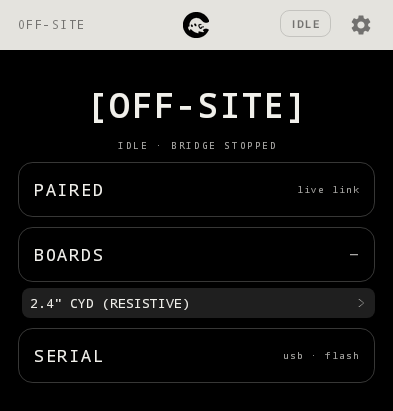 OFF-SITE
IDLE
[OFF-SITE]
IDLE · BRIDGE STOPPED
PAIRED
live link
BOARDS
—
2.4" CYD (RESISTIVE)
SERIAL
usb · flash